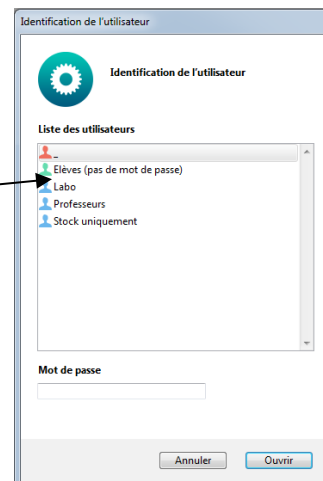 Identification de l'utilisateur
Identification de l'utilisateur
Liste des utilisateurs
_
Elèves (pas de mot de passe)
Labo
Professeurs
Stock uniquement
Mot de passe
Annuler Ouvrir